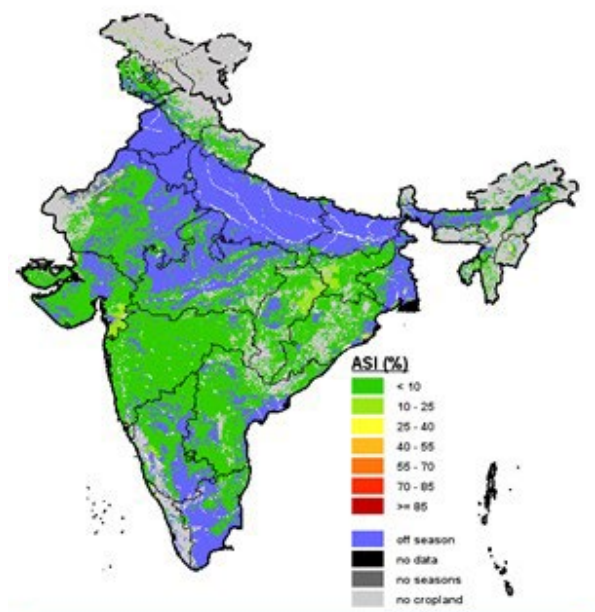 ASI (%)
< 10
10 - 25
25 - 40
40 - 55
55 - 70
70 - 85
>= 85
off season
no data
no seasons
no cropland